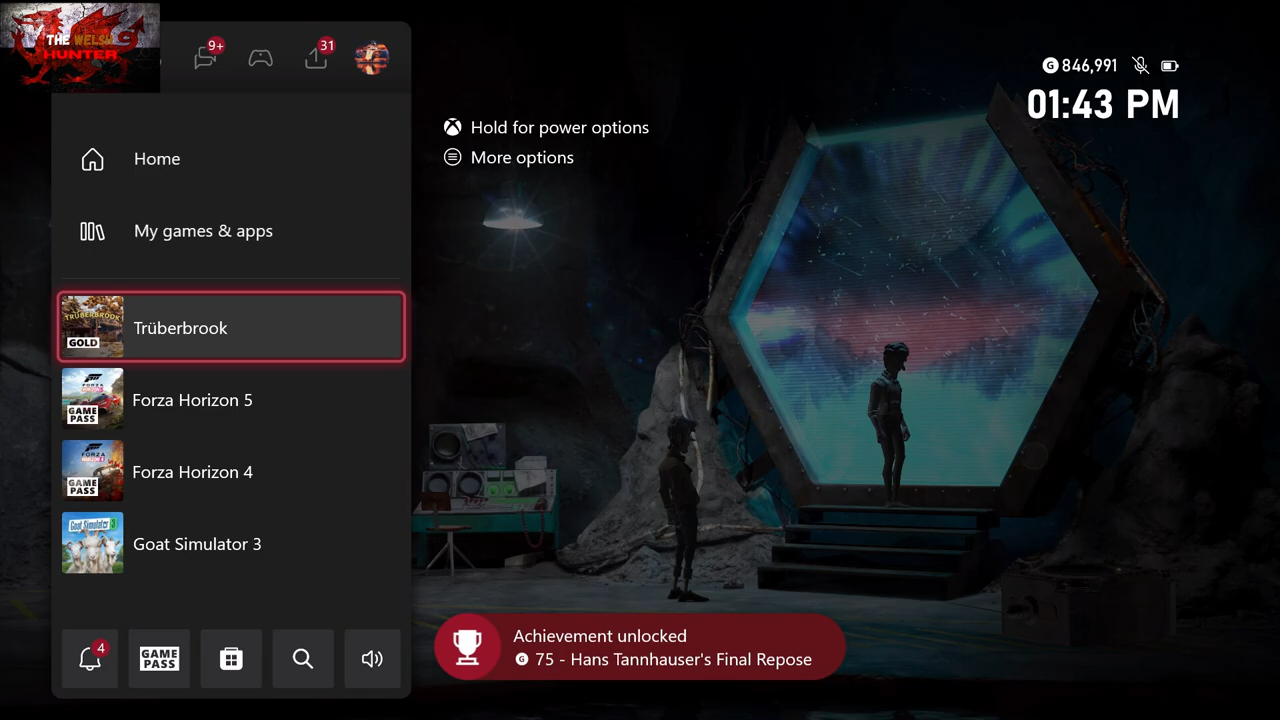 THE WELSH
HUNTER
9+
31
Home
My games & apps
TRÜBERBROOK
GOLD
Trüberbrook
FORZA
GAME
PASS
Forza Horizon 5
FORZA
GAME
PASS
Forza Horizon 4
Goat Simulator 3
Goat Simulator 3
4
GAME
PASS
Hold for power options
More options
G 846,991
01:43 PM
Achievement unlocked
G 75 - Hans Tannhauser's Final Repose